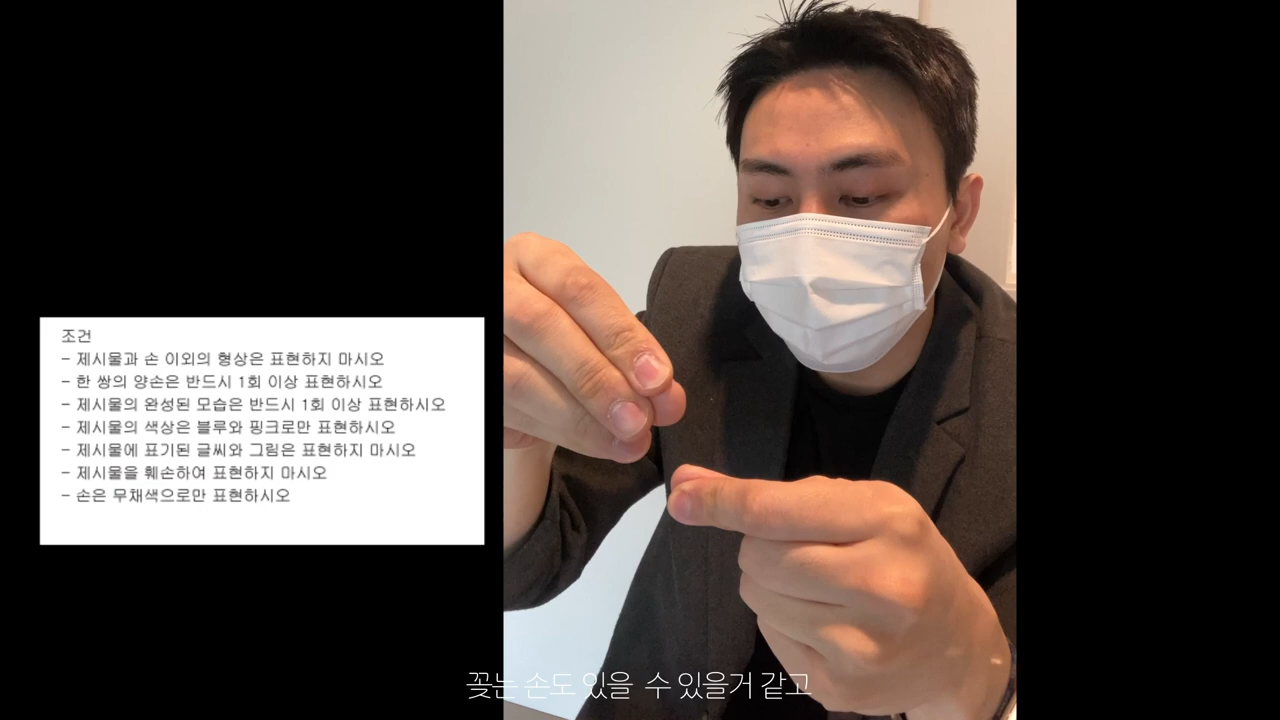 조건
- 제시물과 손 이외의 형상은 표현하지 마시오
- 한 쌍의 양손은 반드시 1회 이상 표현하시오
- 제시물의 완성된 모습은 반드시 1회 이상 표현하시오
- 제시물의 색상은 블루와 핑크로만 표현하시오
- 제시물에 표기된 글씨와 그림은 표현하지 마시오
- 제시물을 훼손하여 표현하지 마시오
- 손은 무채색으로만 표현하시오
꽂는 손도 있을 수 있을거 같고